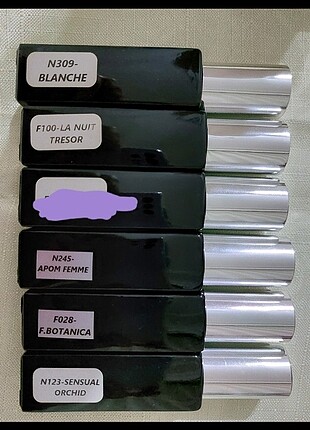 N309-
BLANCHE
F100-LA NUIT
TRESOR
N245-
APOM FEMME
F028-
F.BOTANICA
N123-SENSUAL
ORCHID